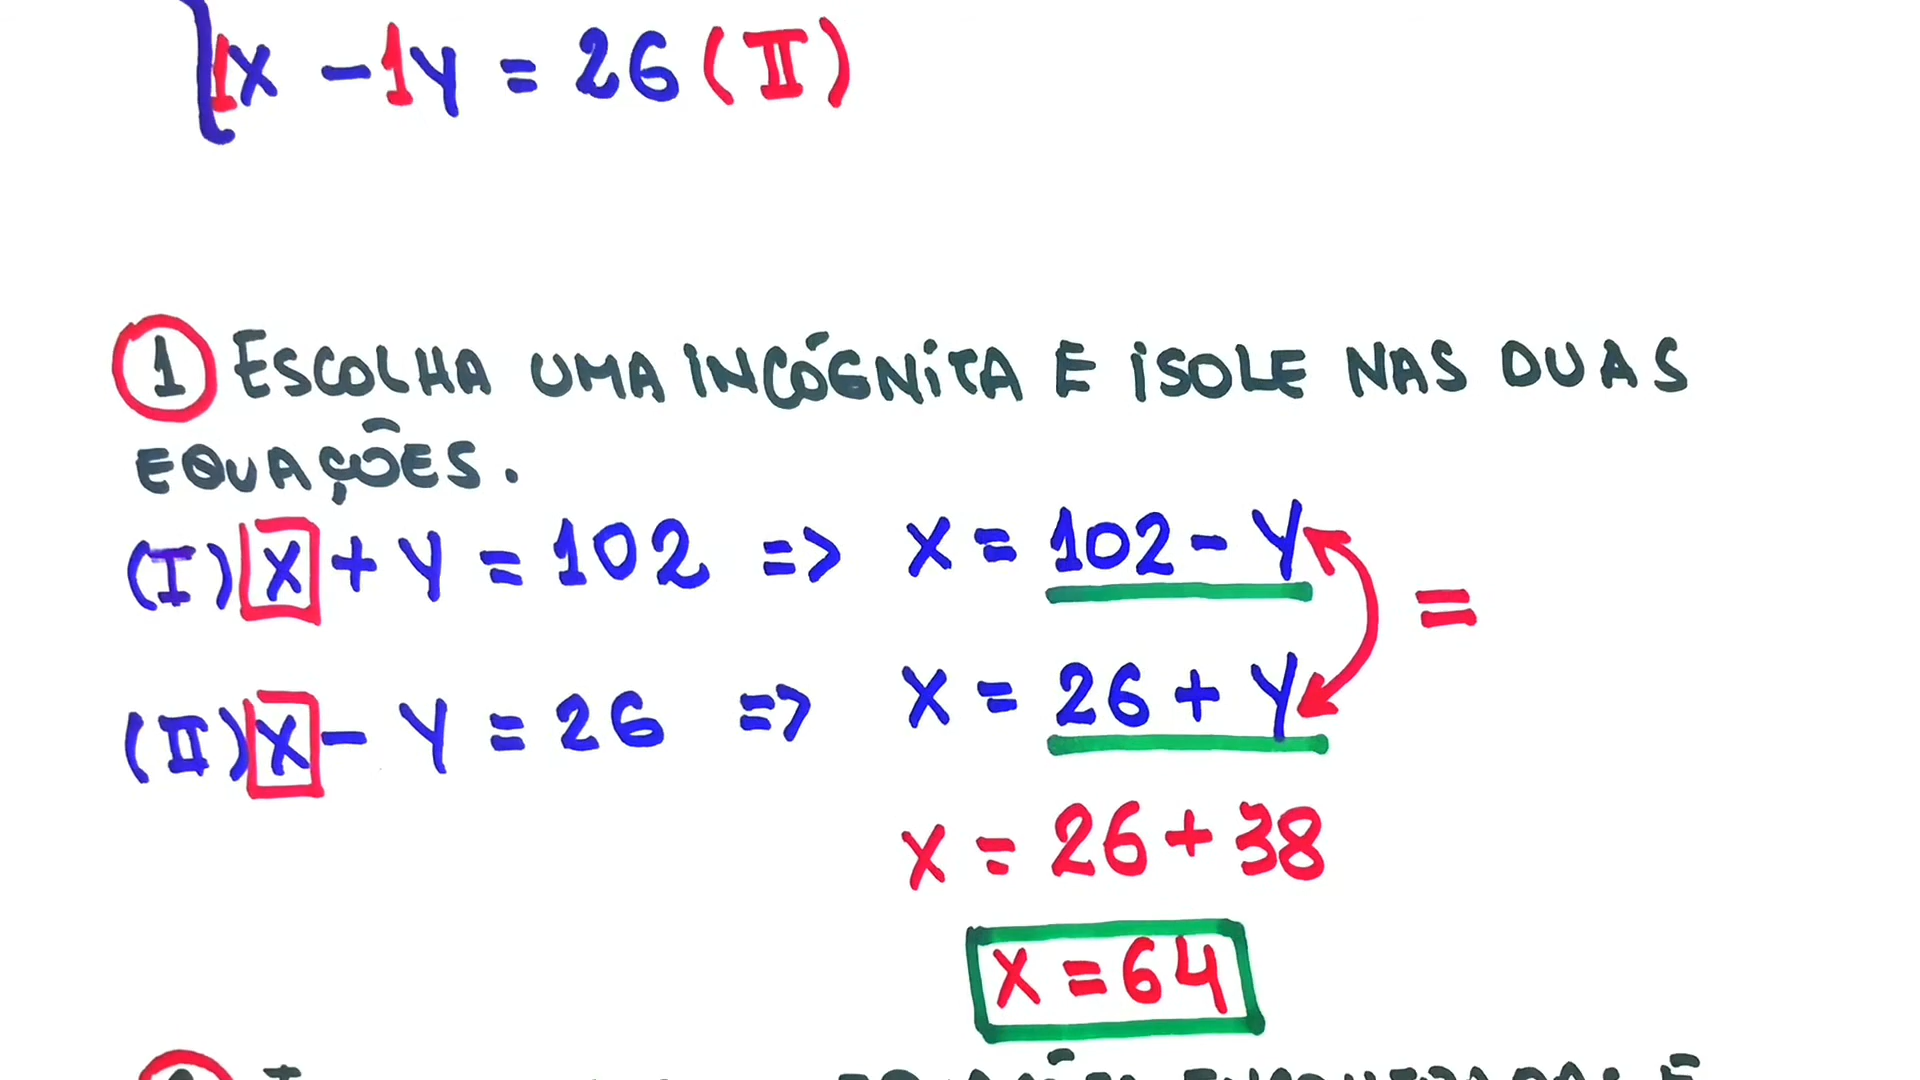 1x - 1y = 26 (II)
1 ESCOLHA UMA INCÓGNITA E ISOLE NAS DUAS
EQUAÇÕES.
(I) x + y = 102 => x = 102 - y
=
(II) x - y = 26 => x = 26 + y
x = 26 + 38
x = 64